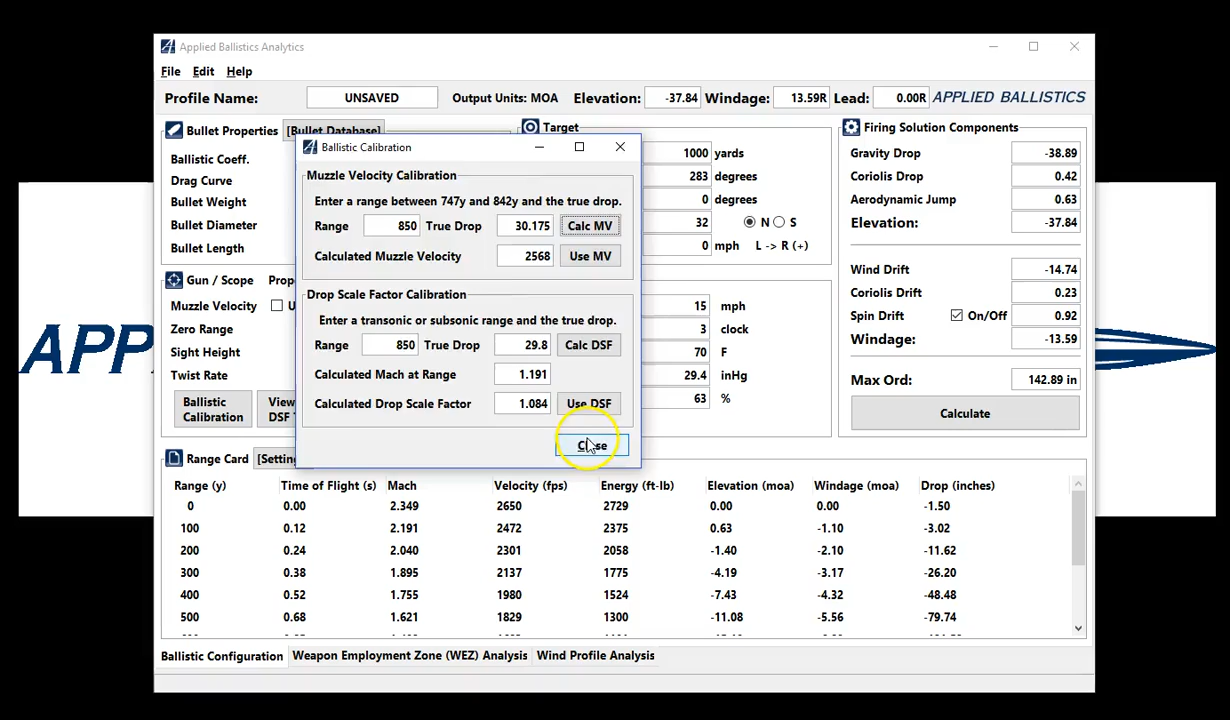 Applied Ballistics Analytics
File Edit Help
Profile Name: UNSAVED Output Units: MOA Elevation: -37.84 Windage: 13.59R Lead: 0.00R APPLIED BALLISTICS
Bullet Properties [Bullet Database]
Ballistic Coeff.
Drag Curve
Bullet Weight
Bullet Diameter
Bullet Length
Gun / Scope Prope
Muzzle Velocity U
Zero Range
Sight Height
Twist Rate
Ballistic Calibration View DSF
Ballistic Calibration
Muzzle Velocity Calibration
Enter a range between 747y and 842y and the true drop.
Range 850 True Drop 30.175 Calc MV
Calculated Muzzle Velocity 2568 Use MV
Drop Scale Factor Calibration
Enter a transonic or subsonic range and the true drop.
Range 850 True Drop 29.8 Calc DSF
Calculated Mach at Range 1.191
Calculated Drop Scale Factor 1.084 Use DSF
Close
Target
1000 yards
283 degrees
0 degrees
32 N S
0 mph L -> R (+)
15 mph
3 clock
70 F
29.4 inHg
63 %
Firing Solution Components
Gravity Drop -38.89
Coriolis Drop 0.42
Aerodynamic Jump 0.63
Elevation: -37.84
Wind Drift -14.74
Coriolis Drift 0.23
Spin Drift On/Off 0.92
Windage: -13.59
Max Ord: 142.89 in
Calculate
Range Card [Settin
Range (y) Time of Flight (s) Mach Velocity (fps) Energy (ft-lb) Elevation (moa) Windage (moa) Drop (inches)
0 0.00 2.349 2650 2729 0.00 0.00 -1.50
100 0.12 2.191 2472 2375 0.63 -1.10 -3.02
200 0.24 2.040 2301 2058 -1.40 -2.10 -11.62
300 0.38 1.895 2137 1775 -4.19 -3.17 -26.20
400 0.52 1.755 1980 1524 -7.43 -4.32 -48.48
500 0.68 1.621 1829 1300 -11.08 -5.56 -79.74
Ballistic Configuration Weapon Employment Zone (WEZ) Analysis Wind Profile Analysis
APP